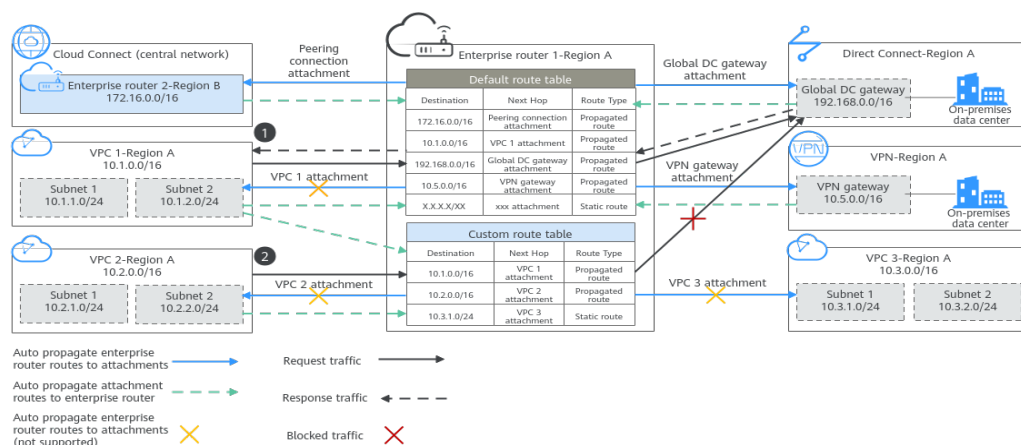 Cloud Connect (central network)
Enterprise router 2-Region B
172.16.0.0/16
Peering
connection
attachment
Enterprise router 1-Region A
Default route table
Destination Next Hop Route Type
172.16.0.0/16 Peering connection attachment Propagated route
10.1.0.0/16 VPC 1 attachment Propagated route
192.168.0.0/16 Global DC gateway attachment Propagated route
10.5.0.0/16 VPN gateway attachment Propagated route
X.X.X.X/XX xxx attachment Static route
Custom route table
Destination Next Hop Route Type
10.1.0.0/16 VPC 1 attachment Propagated route
10.2.0.0/16 VPC 2 attachment Propagated route
10.3.1.0/24 VPC 3 attachment Static route
Global DC gateway
attachment
Direct Connect-Region A
Global DC gateway
192.168.0.0/16
On-premises
data center
1
VPC 1-Region A
10.1.0.0/16
Subnet 1
10.1.1.0/24
Subnet 2
10.1.2.0/24
VPC 1 attachment
VPN gateway
attachment
VPN
VPN-Region A
VPN gateway
10.5.0.0/16
On-premises
data center
2
VPC 2-Region A
10.2.0.0/16
Subnet 1
10.2.1.0/24
Subnet 2
10.2.2.0/24
VPC 2 attachment
VPC 3 attachment
VPC 3-Region A
10.3.0.0/16
Subnet 1
10.3.1.0/24
Subnet 2
10.3.2.0/24
Auto propagate enterprise
router routes to attachments
Request traffic
Auto propagate attachment
routes to enterprise router
Response traffic
Auto propagate enterprise
router routes to attachments
(not supported)
Blocked traffic